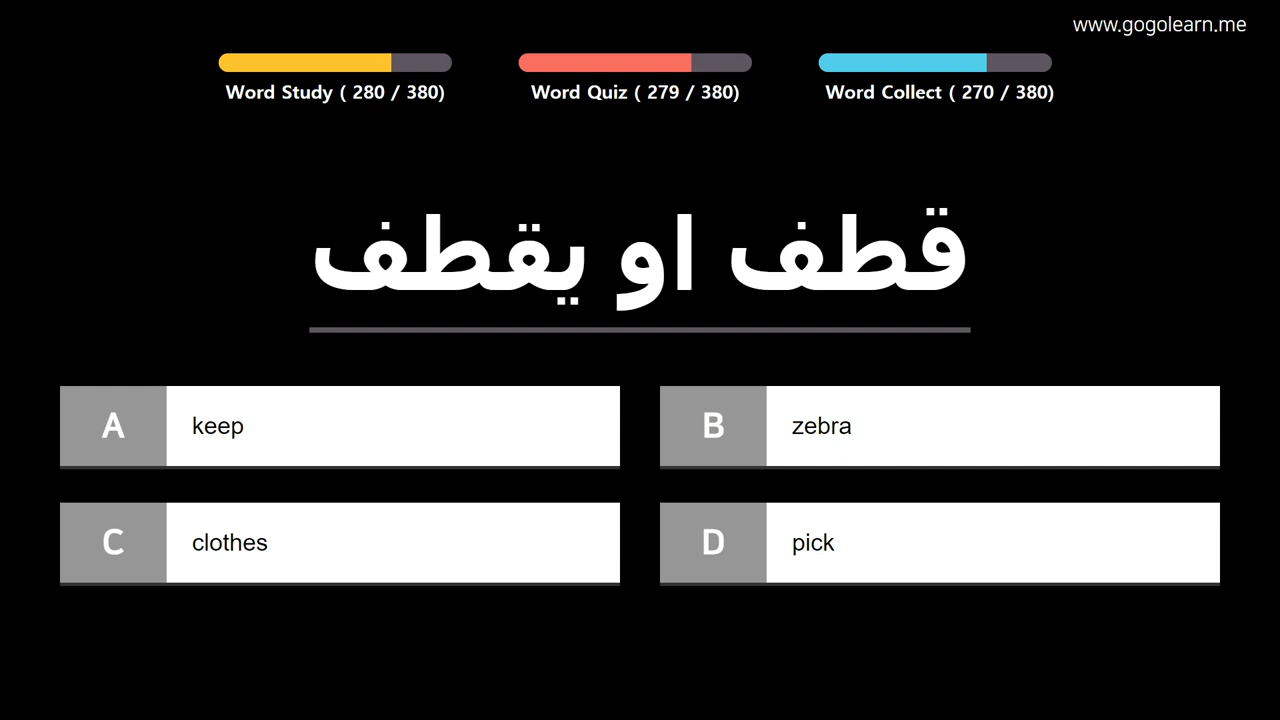 www.gogolearn.me
Word Study ( 280 / 380)
Word Quiz ( 279 / 380)
Word Collect ( 270 / 380)
قطف او يقطف
A keep
B zebra
C clothes
D pick